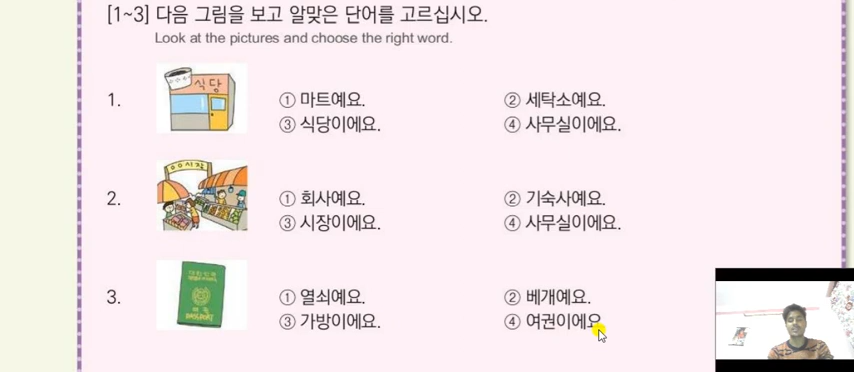 [1~3] 다음 그림을 보고 알맞은 단어를 고르십시오.
Look at the pictures and choose the right word.
1.
식당
① 마트예요. ② 세탁소예요.
③ 식당이에요. ④ 사무실이에요.
2.
시장
① 회사예요. ② 기숙사예요.
③ 시장이에요. ④ 사무실이에요.
3.
PASSPORT
① 열쇠예요. ② 베개예요.
③ 가방이에요. ④ 여권이에요